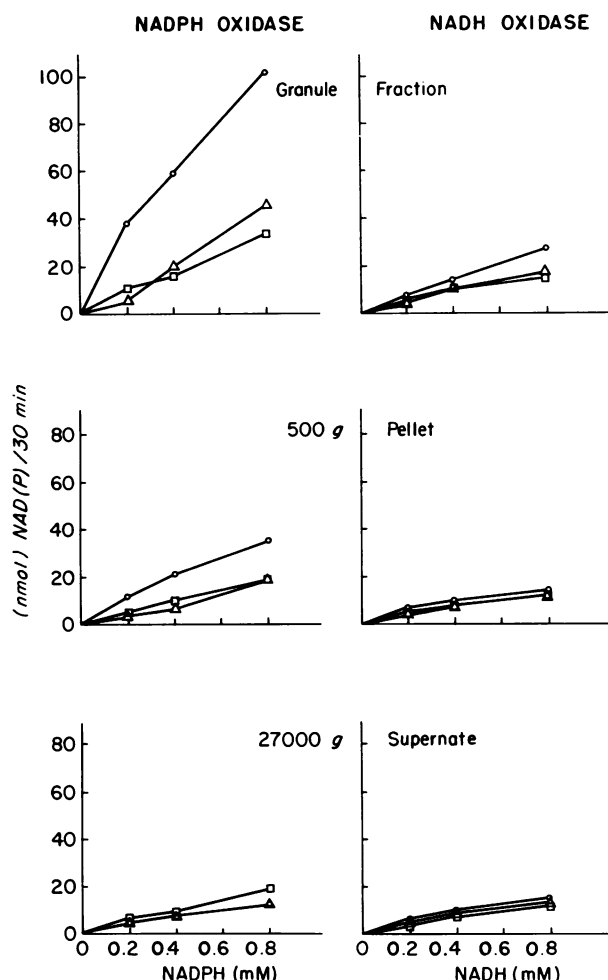 NADPH OXIDASE NADH OXIDASE
100
80
60
40
20
0
Granule Fraction
(nmol) NAD(P)/30 min
80
60
40
20
0
500 g Pellet
80
60
40
20
0
27000 g Supernate
0 0.2 0.4 0.6 0.8 0 0.2 0.4 0.6 0.8
NADPH (mM) NADH (mM)